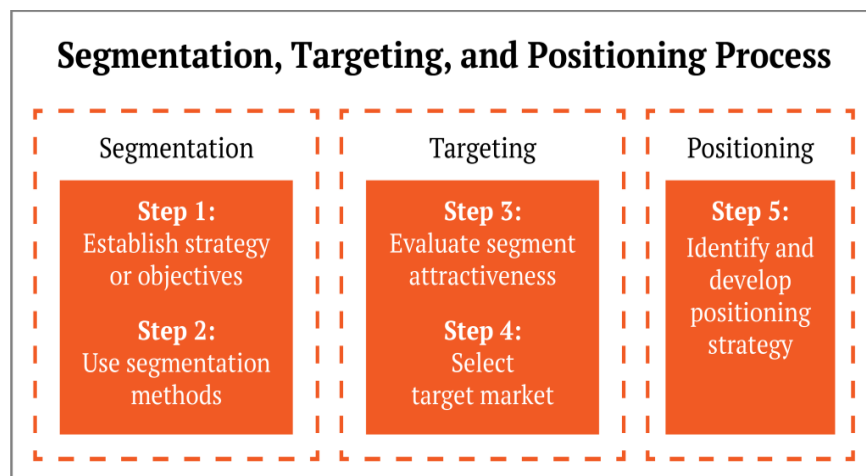 Segmentation, Targeting, and Positioning Process
Segmentation
Step 1:
Establish strategy
or objectives
Step 2:
Use segmentation
methods
Targeting
Step 3:
Evaluate segment
attractiveness
Step 4:
Select
target market
Positioning
Step 5:
Identify and
develop
positioning
strategy